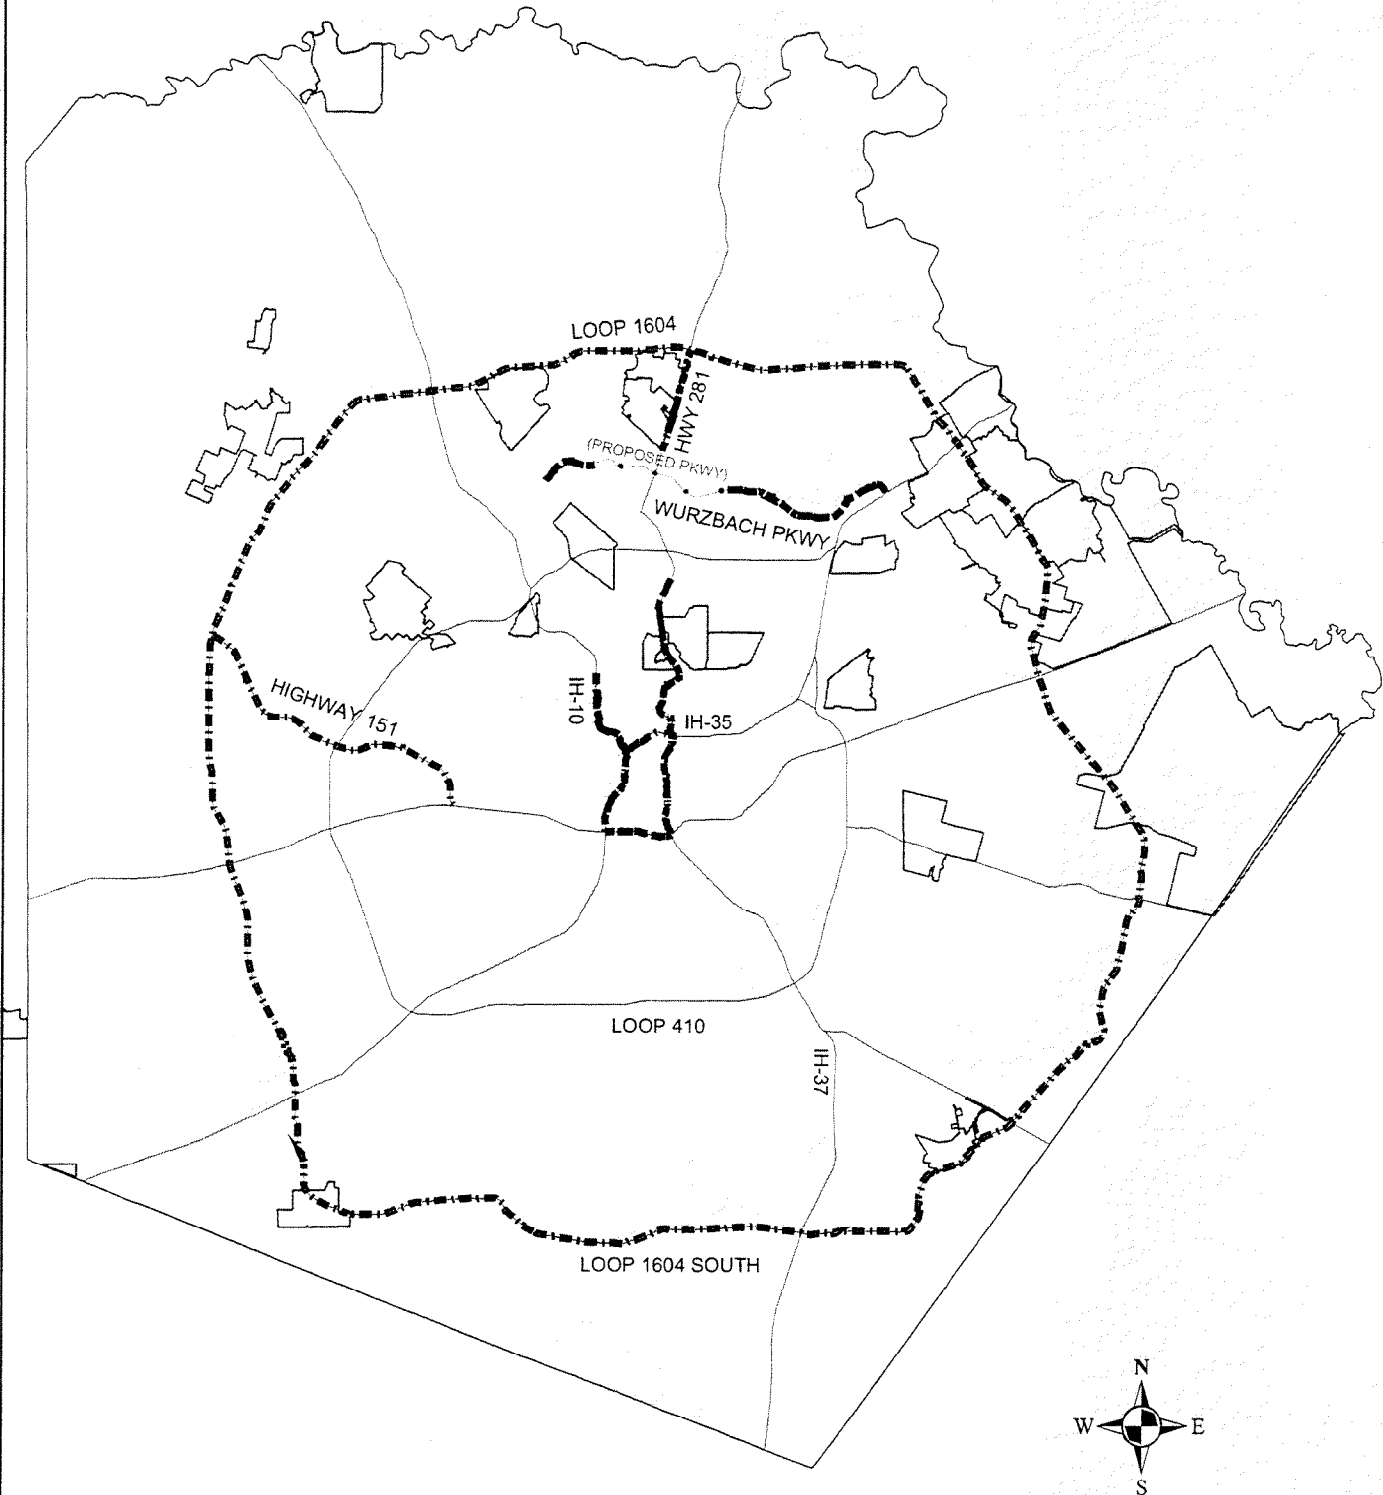 LOOP 1604
HWY 281
(PROPOSED PKWY)
WURZBACH PKWY
HIGHWAY 151
IH-10
IH-35
LOOP 410
IH-37
LOOP 1604 SOUTH
N
W E
S